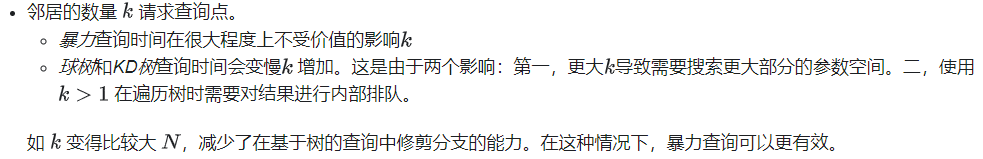 邻居的数量 k 请求查询点。
暴力查询时间在很大程度上不受价值的影响k
球树和KD树查询时间会变慢k 增加。这是由于两个影响：第一，更大k导致需要搜索更大部分的参数空间。二，使用
k > 1 在遍历树时需要对结果进行内部排队。
如 k 变得比较大 N，减少了在基于树的查询中修剪分支的能力。在这种情况下，暴力查询可以更有效。